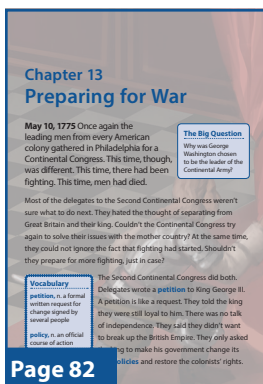 Chapter 13
Preparing for War
May 10, 1775 Once again the
leading men from every American
colony gathered in Philadelphia for a
Continental Congress. This time, though,
was different. This time, there had been
fighting. This time, men had died.
The Big Question
Why was George
Washington chosen
to be the leader of the
Continental Army?
Most of the delegates to the Second Continental Congress weren't
sure what to do next. They hated the thought of separating from
Great Britain and their king. Couldn't the Continental Congress try
again to solve their issues with the mother country? At the same time,
they could not ignore the fact that fighting had started. Shouldn't
they prepare for more fighting, just in case?
Vocabulary
petition, n. a formal
written request for
change signed by
several people
policy, n. an official
course of action
The Second Continental Congress did both.
Delegates wrote a petition to King George III.
A petition is like a request. They told the king
they were still loyal to him. There was no talk
of independence. They said they didn't want
to break up the British Empire. They only asked
to make his government change its
policies and restore the colonists' rights.
Page 82